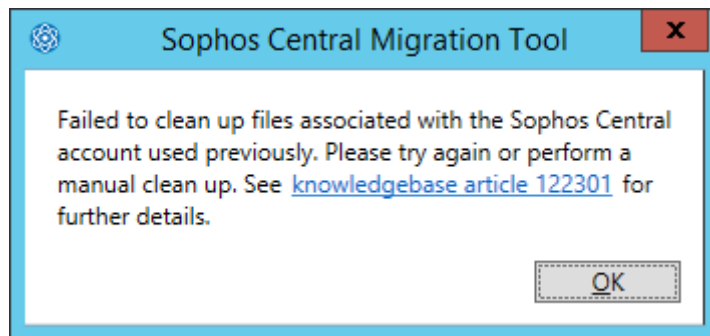 Sophos Central Migration Tool
x
Failed to clean up files associated with the Sophos Central
account used previously. Please try again or perform a
manual clean up. See knowledgebase article 122301 for
further details.
OK